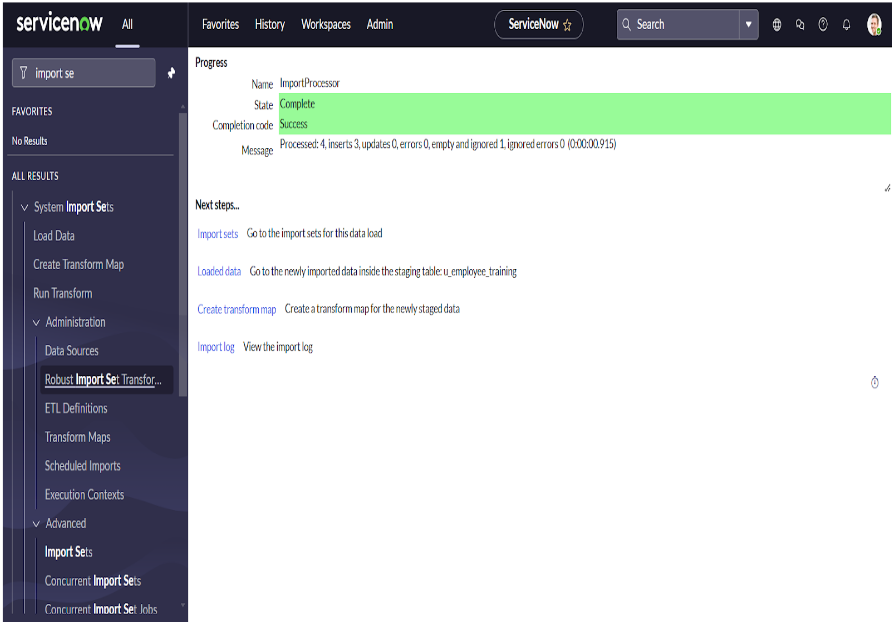 servicenow All Favorites History Workspaces Admin ServiceNow Search
import se
FAVORITES
No Results
ALL RESULTS
System Import Sets
Load Data
Create Transform Map
Run Transform
Administration
Data Sources
Robust Import Set Transfor...
ETL Definitions
Transform Maps
Scheduled Imports
Execution Contexts
Advanced
Import Sets
Concurrent Import Sets
Concurrent Import Set Jobs
Progress
Name ImportProcessor
State Complete
Completion code Success
Message Processed: 4, inserts 3, updates 0, errors 0, empty and ignored 1, ignored errors 0 (0:00:00.915)
Next steps...
Import sets Go to the import sets for this data load
Loaded data Go to the newly imported data inside the staging table: u_employee_training
Create transform map Create a transform map for the newly staged data
Import log View the import log